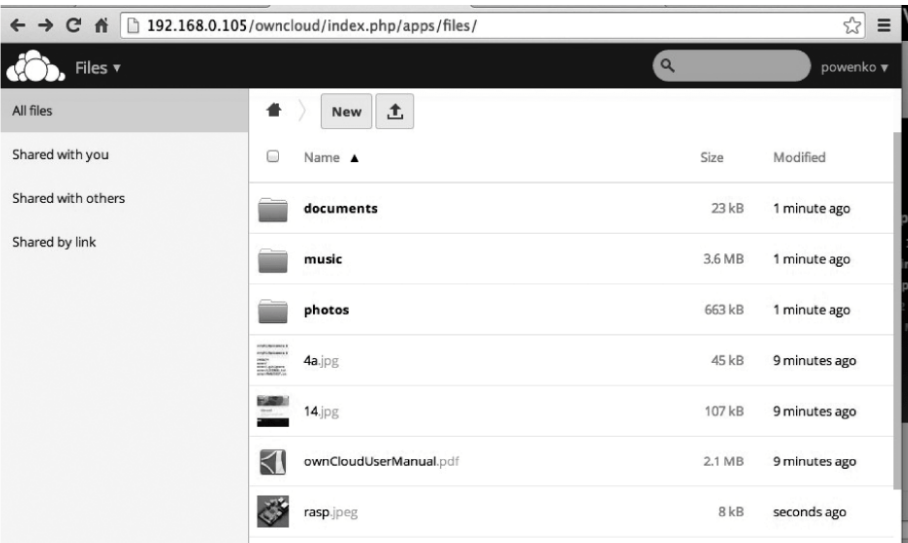 192.168.0.105/owncloud/index.php/apps/files/
Files ▾ powenko ▾
All files
New
Name ▲ Size Modified
Shared with you
Shared with others
Shared by link
documents 23 kB 1 minute ago
music 3.6 MB 1 minute ago
photos 663 kB 1 minute ago
4a.jpg 45 kB 9 minutes ago
14.jpg 107 kB 9 minutes ago
ownCloudUserManual.pdf 2.1 MB 9 minutes ago
rasp.jpeg 8 kB seconds ago